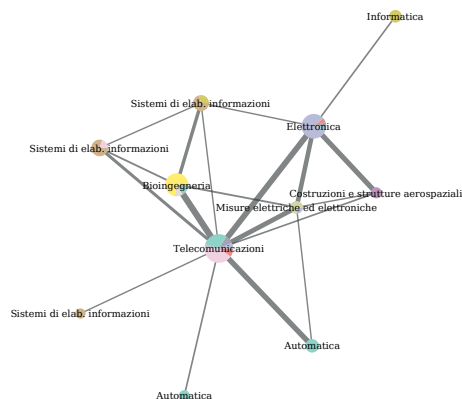 Informatica
Sistemi di elab. informazioni
Elettronica
Sistemi di elab. informazioni
Bioingegneria
Costruzioni e strutture aerospaziali
Misure elettriche ed elettroniche
Telecomunicazioni
Sistemi di elab. informazioni
Automatica
Automatica